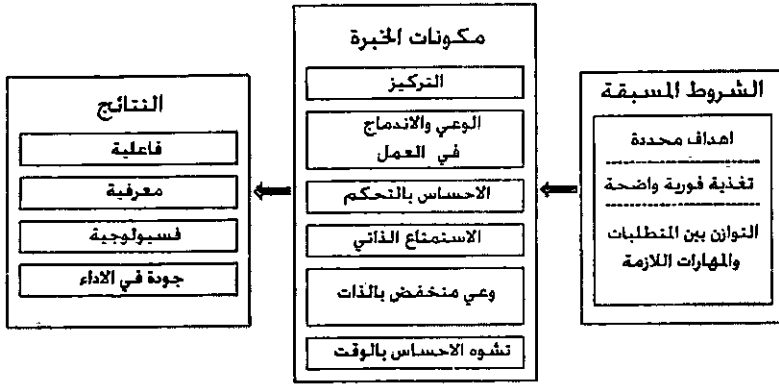 الشروط المسبقة
اهداف محددة
تغذية فورية واضحة
التوازن بين المتطلبات
والمهارات اللازمة
مكونات الخبرة
التركيز
الوعي والاندماج
في العمل
الاحساس بالتحكم
الاستمتاع الذاتي
وعي منخفض بالذات
تشوه الاحساس بالوقت
النتائج
فاعلية
معرفية
فسيولوجية
جودة في الاداء